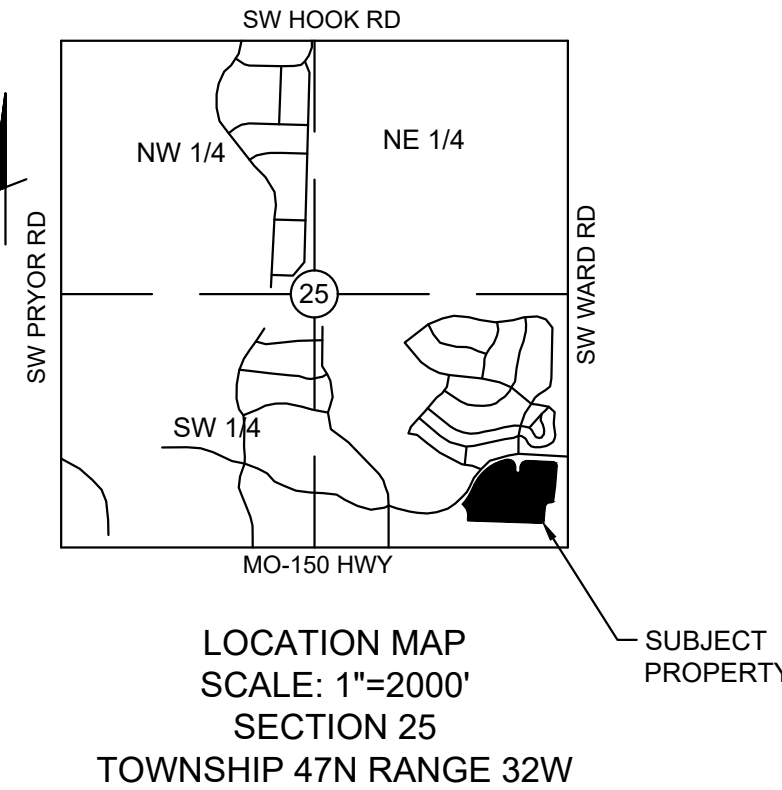 SW HOOK RD
NW 1/4
NE 1/4
SW PRYOR RD
SW WARD RD
25
SW 1/4
MO-150 HWY
SUBJECT
PROPERTY
LOCATION MAP
SCALE: 1"=2000'
SECTION 25
TOWNSHIP 47N RANGE 32W